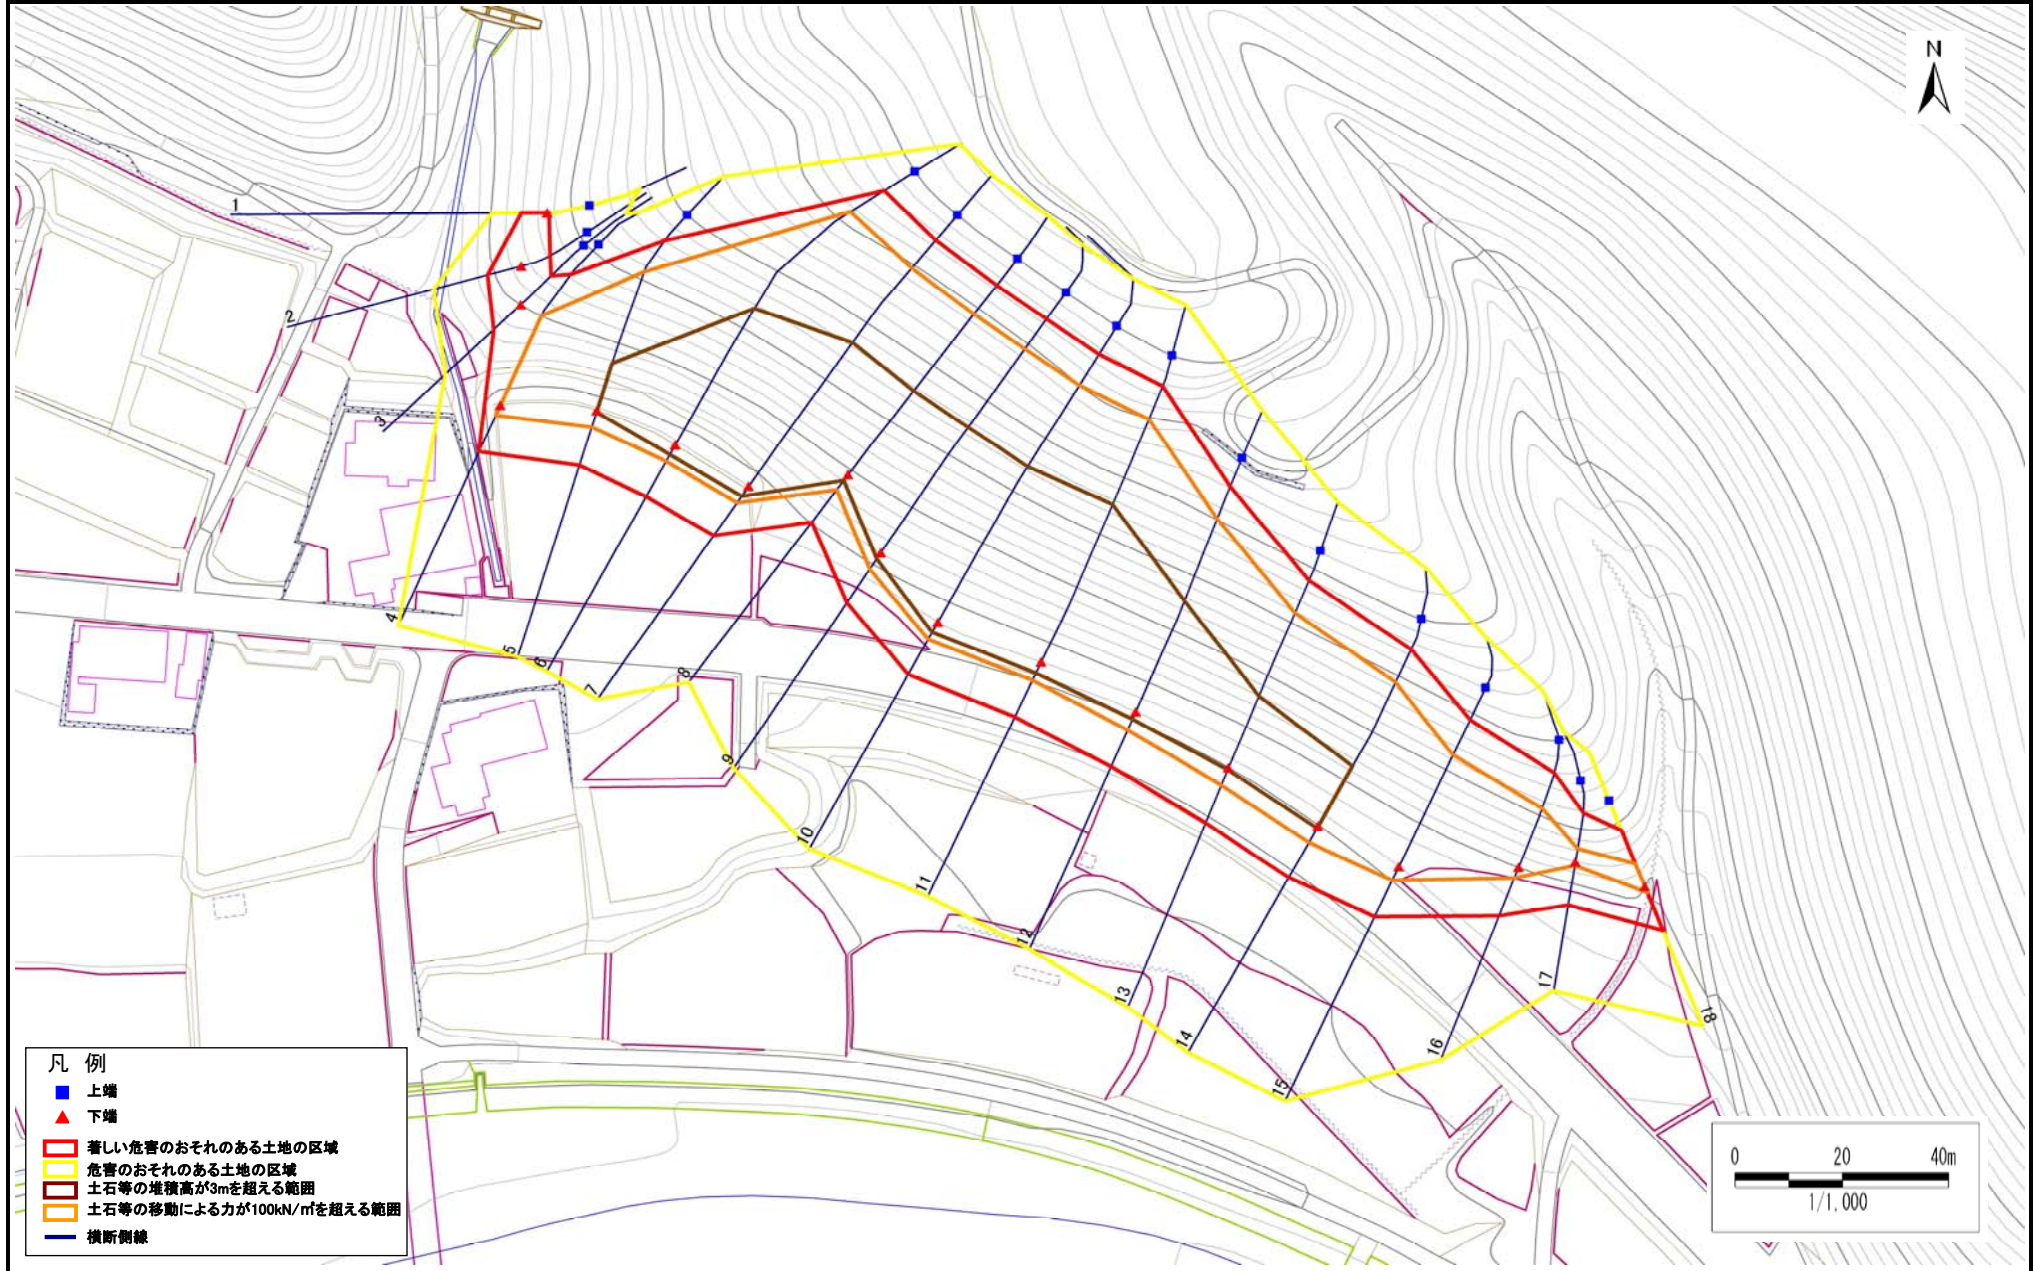 N
1
2
3
4
5
6
7
8
9
10
11
12
13
14
15
16
17
18
凡 例
上端
下端
著しい危害のおそれのある土地の区域
危害のおそれのある土地の区域
土石等の堆積高が3mを超える範囲
土石等の移動による力が100kN/㎡を超える範囲
横断側線
0 20 40m
1/1,000